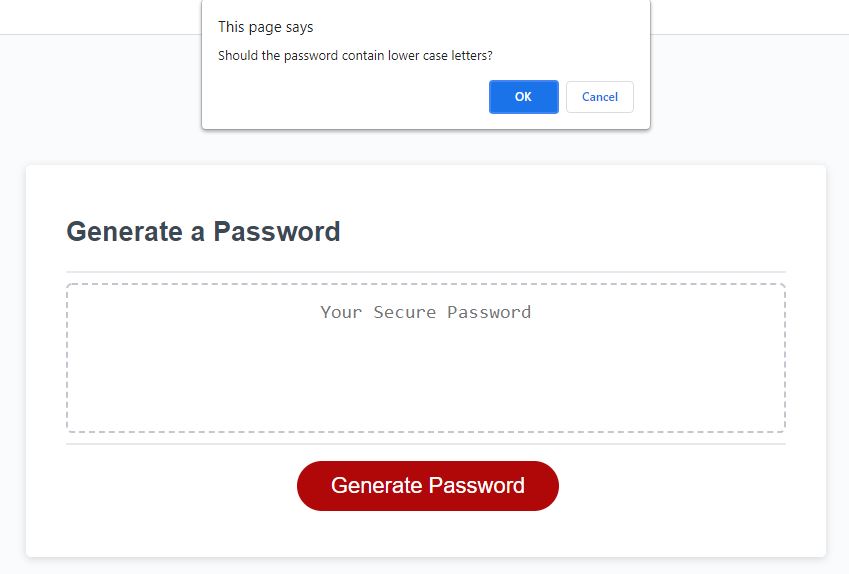 This page says
Should the password contain lower case letters?
OK
Cancel
Generate a Password
Your Secure Password
Generate Password